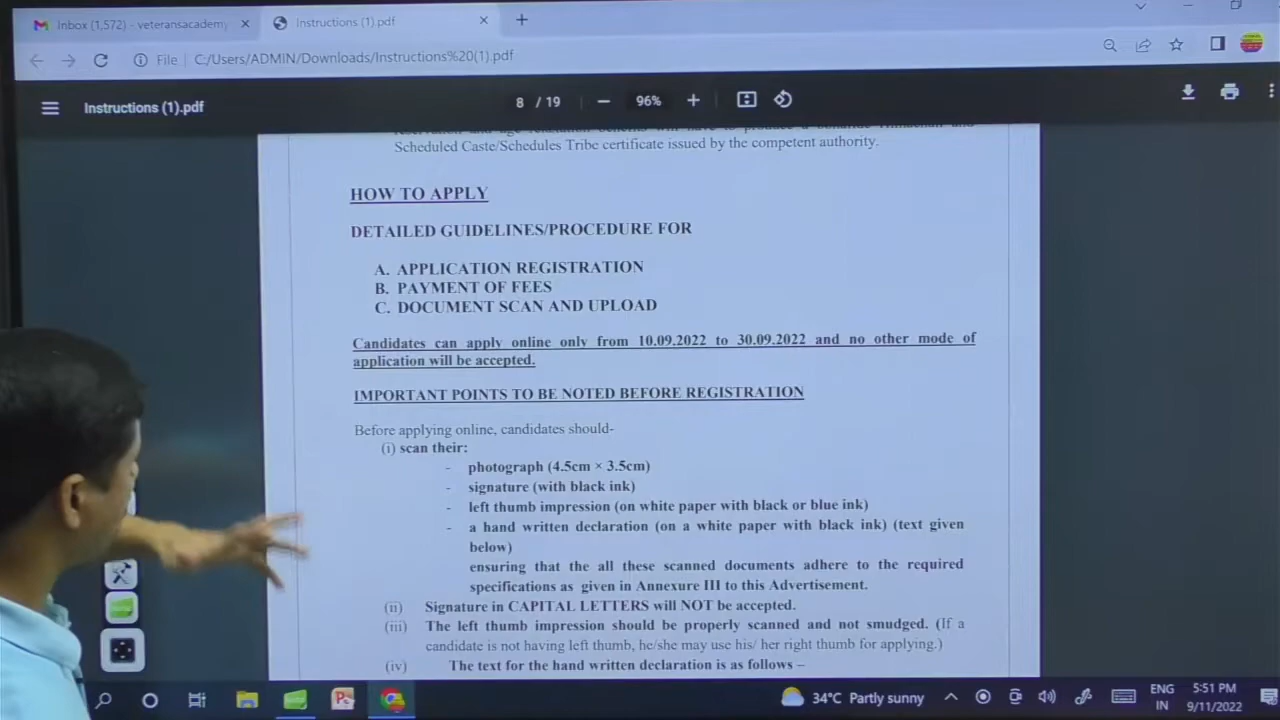 Inbox (1,572) - veteransacademy
Instructions (1).pdf
File
C:/Users/ADMIN/Downloads/Instructions%20(1).pdf
Instructions (1).pdf
8 / 19
96%
Scheduled Caste/Schedules Tribe certificate issued by the competent authority.
HOW TO APPLY
DETAILED GUIDELINES/PROCEDURE FOR
A. APPLICATION REGISTRATION
B. PAYMENT OF FEES
C. DOCUMENT SCAN AND UPLOAD
Candidates can apply online only from 10.09.2022 to 30.09.2022 and no other mode of
application will be accepted.
IMPORTANT POINTS TO BE NOTED BEFORE REGISTRATION
Before applying online, candidates should-
(i) scan their:
- photograph (4.5cm × 3.5cm)
- signature (with black ink)
- left thumb impression (on white paper with black or blue ink)
- a hand written declaration (on a white paper with black ink) (text given
below)
ensuring that the all these scanned documents adhere to the required
specifications as given in Annexure III to this Advertisement.
(ii) Signature in CAPITAL LETTERS will NOT be accepted.
(iii) The left thumb impression should be properly scanned and not smudged. (If a
candidate is not having left thumb, he/she may use his/ her right thumb for applying.)
(iv) The text for the hand written declaration is as follows –
34°C Partly sunny
ENG
IN
5:51 PM
9/11/2022